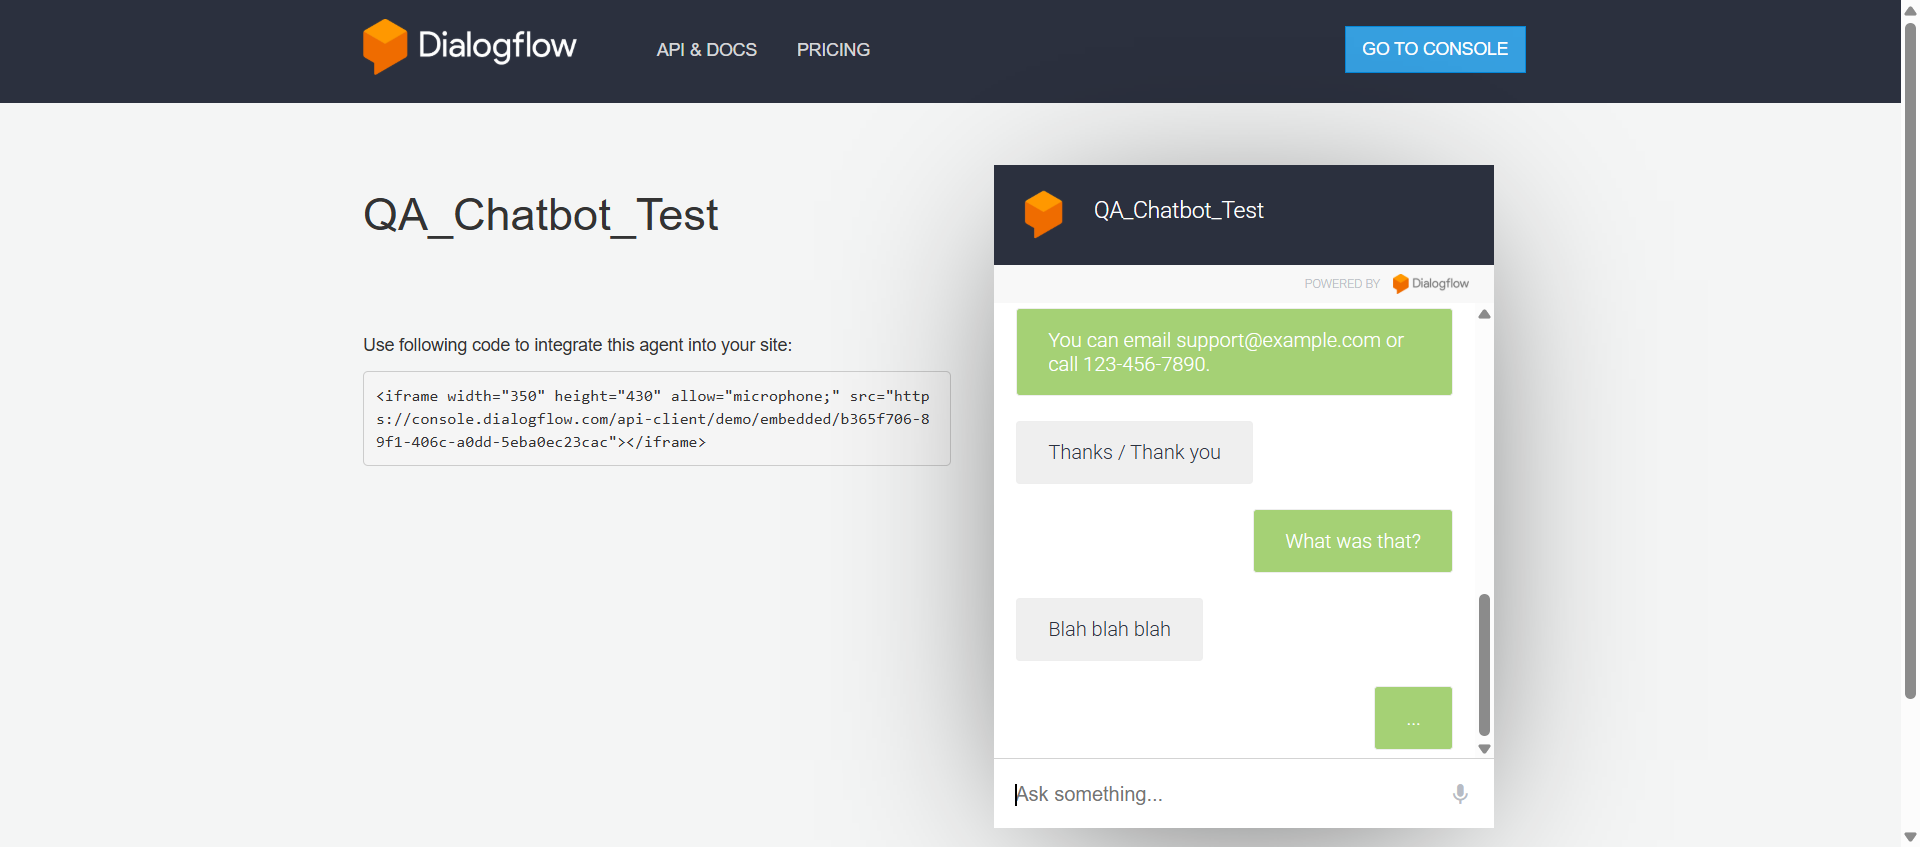 Dialogflow
API & DOCS
PRICING
GO TO CONSOLE
QA_Chatbot_Test
Use following code to integrate this agent into your site:
<iframe width="350" height="430" allow="microphone;" src="http
s://console.dialogflow.com/api-client/demo/embedded/b365f706-8
9f1-406c-a0dd-5eba0ec23cac"></iframe>
QA_Chatbot_Test
POWERED BY Dialogflow
You can email support@example.com or
call 123-456-7890.
Thanks / Thank you
What was that?
Blah blah blah
...
Ask something...